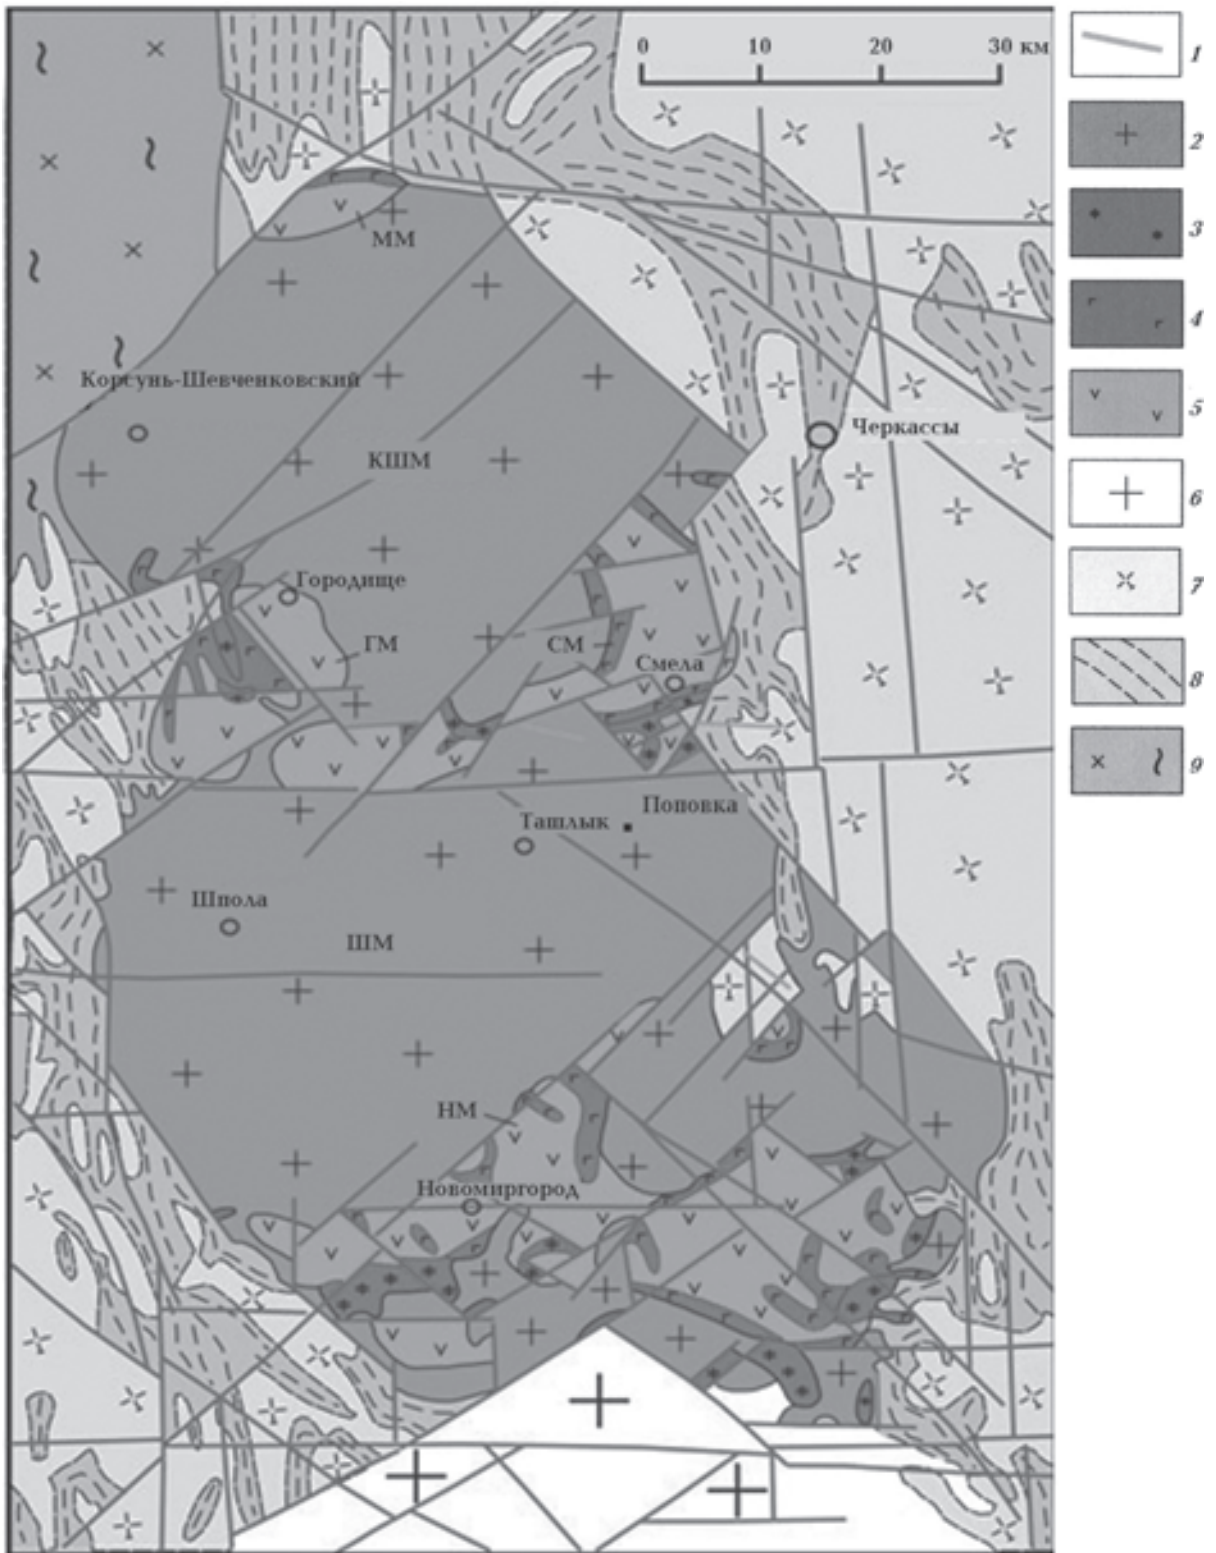 0 10 20 30 км
1
2
3
4
5
6
7
8
9
ММ
Корсунь-Шевченковский
Черкассы
КШМ
Городище
ГМ
СМ
Смела
Поповка
Ташлык
Шпола
ШМ
НМ
Новомиргород